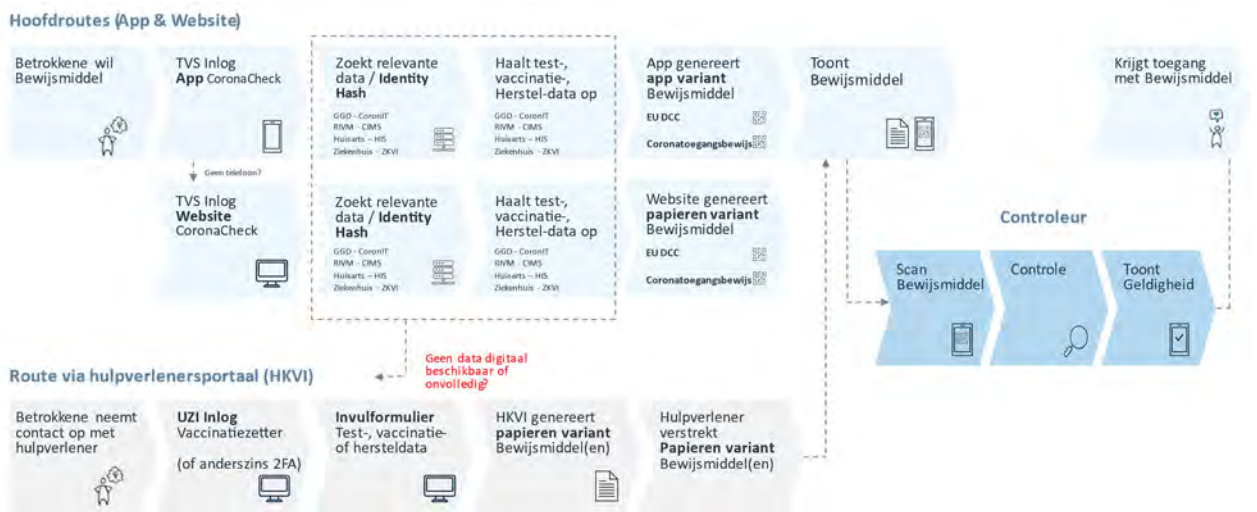 Hoofdroutes (App & Website)
Betrokkene wil
Bewijsmiddel
TVS Inlog
App CoronaCheck
Zoekt relevante
data / Identity
Hash
GGD - CoronIT
RIVM - CIMS
Huisarts – HIS
Ziekenhuis - ZKVI
Haalt test-,
vaccinatie-,
Herstel-data op
GGD - CoronIT
RIVM - CIMS
Huisarts – HIS
Ziekenhuis - ZKVI
App genereert
app variant
Bewijsmiddel
EU DCC
Coronatoegangsbewijs
Toont
Bewijsmiddel
Krijgt toegang
met Bewijsmiddel
Geen telefoon?
TVS Inlog
Website
CoronaCheck
Zoekt relevante
data / Identity
Hash
GGD - CoronIT
RIVM - CIMS
Huisarts – HIS
Ziekenhuis - ZKVI
Haalt test-,
vaccinatie-,
Herstel-data op
GGD - CoronIT
RIVM - CIMS
Huisarts – HIS
Ziekenhuis - ZKVI
Website genereert
papieren variant
Bewijsmiddel
EU DCC
Coronatoegangsbewijs
Controleur
Scan
Bewijsmiddel
Controle
Toont
Geldigheid
Geen data digitaal
beschikbaar of
onvolledig?
Route via hulpverlenersportaal (HKVI)
Betrokkene neemt
contact op met
hulpverlener
UZI Inlog
Vaccinatiezetter
(of anderszins 2FA)
Invulformulier
Test-, vaccinatie-
of hersteldata
HKVI genereert
papieren variant
Bewijsmiddel(en)
Hulpverlener
verstrekt
Papieren variant
Bewijsmiddel(en)